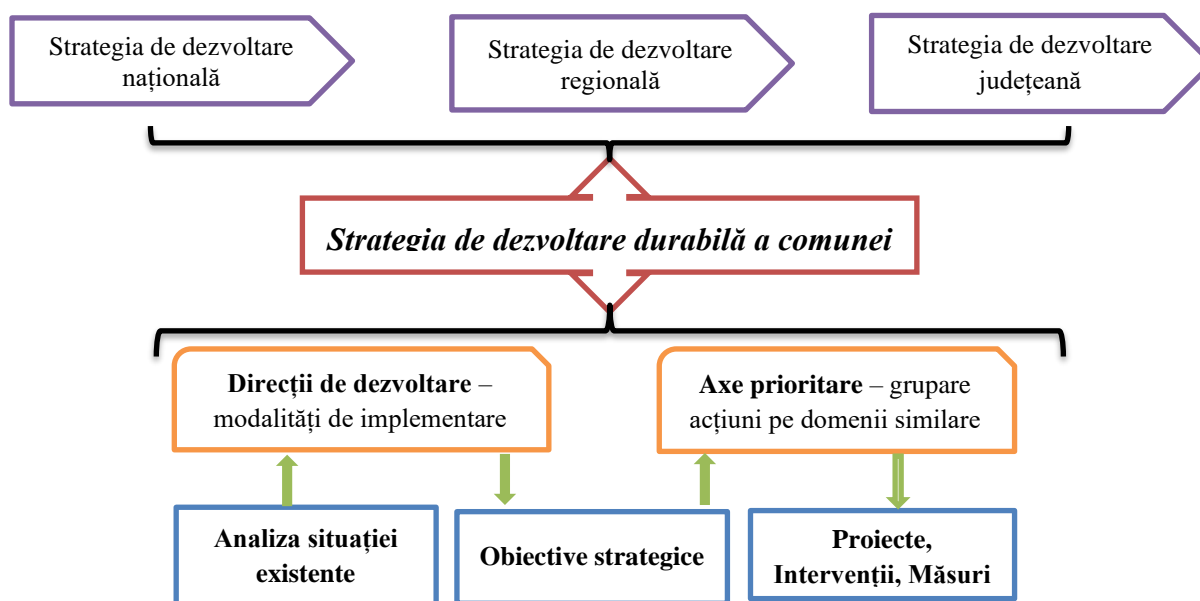 Strategia de dezvoltare
națională
Strategia de dezvoltare
regională
Strategia de dezvoltare
județeană
Strategia de dezvoltare durabilă a comunei
Direcții de dezvoltare –
modalități de implementare
Axe prioritare – grupare
acțiuni pe domenii similare
Analiza situației
existente
Obiective strategice
Proiecte,
Intervenții, Măsuri